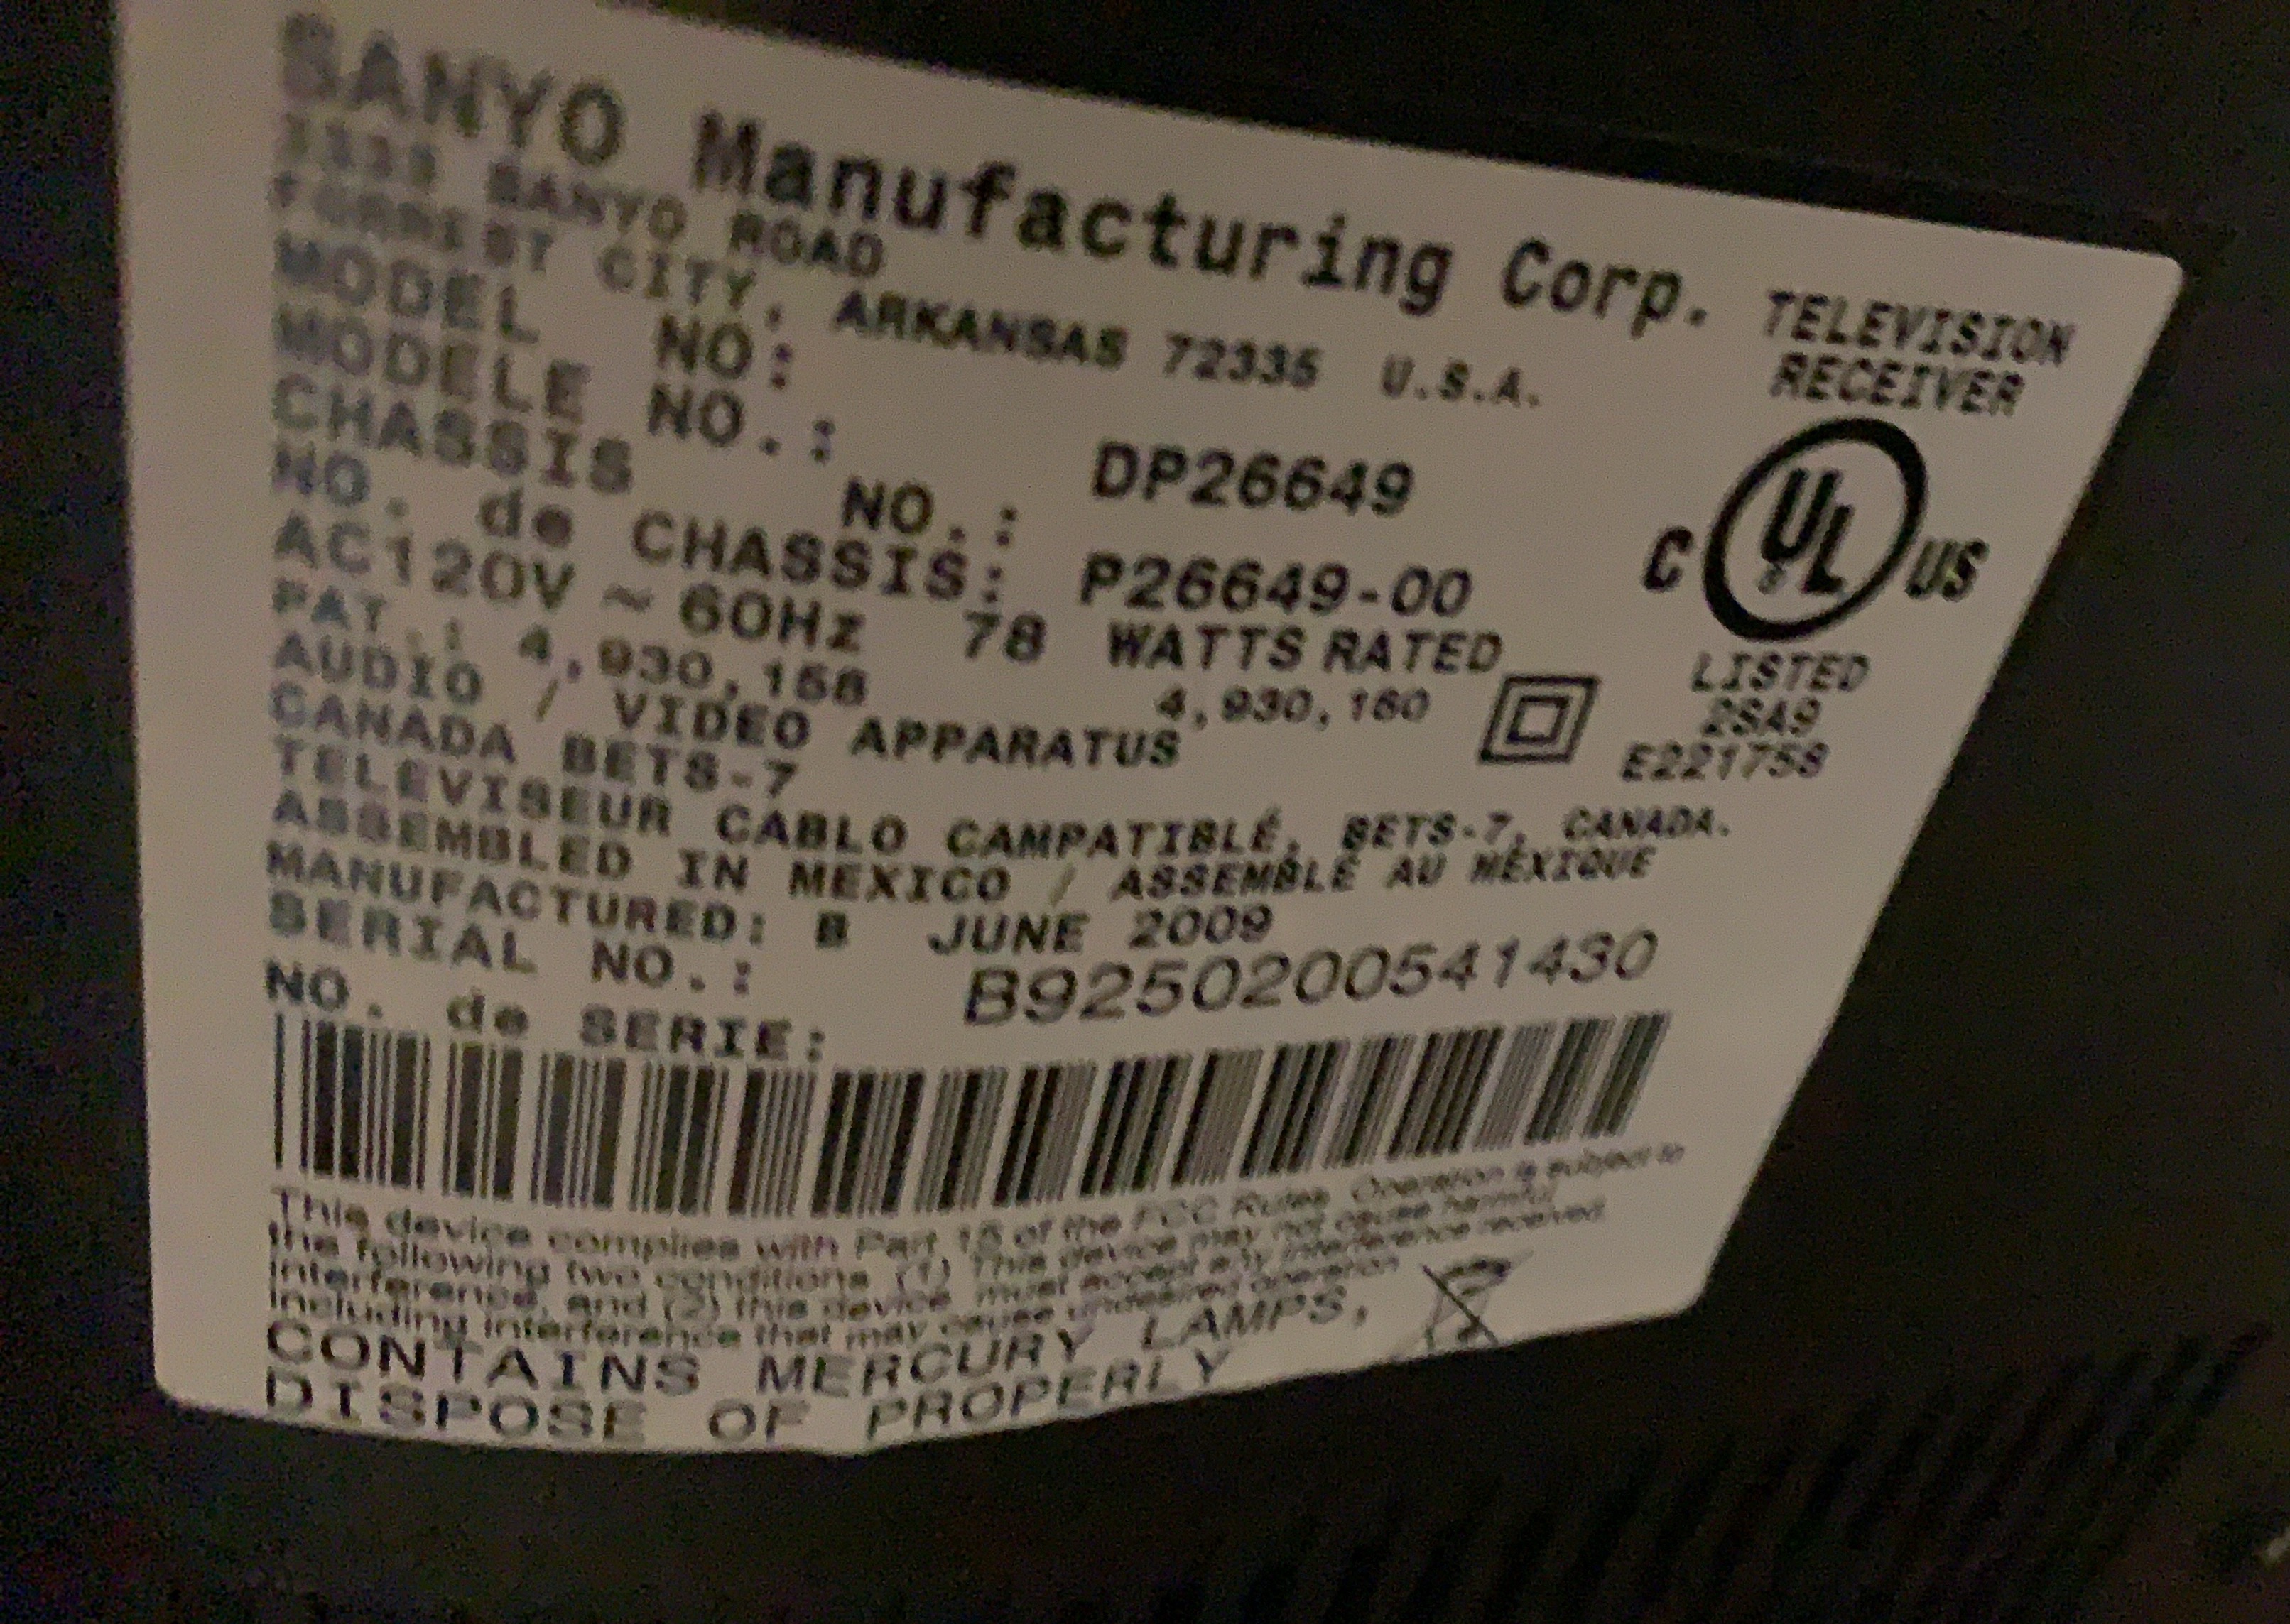 SANYO Manufacturing Corp.
3333 SANYO ROAD
FORREST CITY, ARKANSAS 72335 U.S.A.
TELEVISION
RECEIVER
MODEL NO:
MODELE NO.: DP26649
CHASSIS NO.:
NO. de CHASSIS: P26649-00
AC120V ~ 60Hz 78 WATTS RATED
PAT.: 4,930,158 4,930,160
AUDIO / VIDEO APPARATUS
CANADA BETS-7
TELEVISEUR CABLO CAMPATIBLÉ, BETS-7, CANADA.
ASSEMBLED IN MEXICO / ASSEMBLÉ AU MÉXIQUE
MANUFACTURED: B JUNE 2009
SERIAL NO.:
NO. de SERIE: B9250200541430
C UL US
LISTED
2SA9
E221758
This device complies with Part 15 of the FCC Rules. Operation is subject to
the following two conditions (1) This device may not cause harmful
interference, and (2) this device must accept any interference received,
including interference that may cause undesired operation
CONTAINS MERCURY LAMPS,
DISPOSE OF PROPERLY